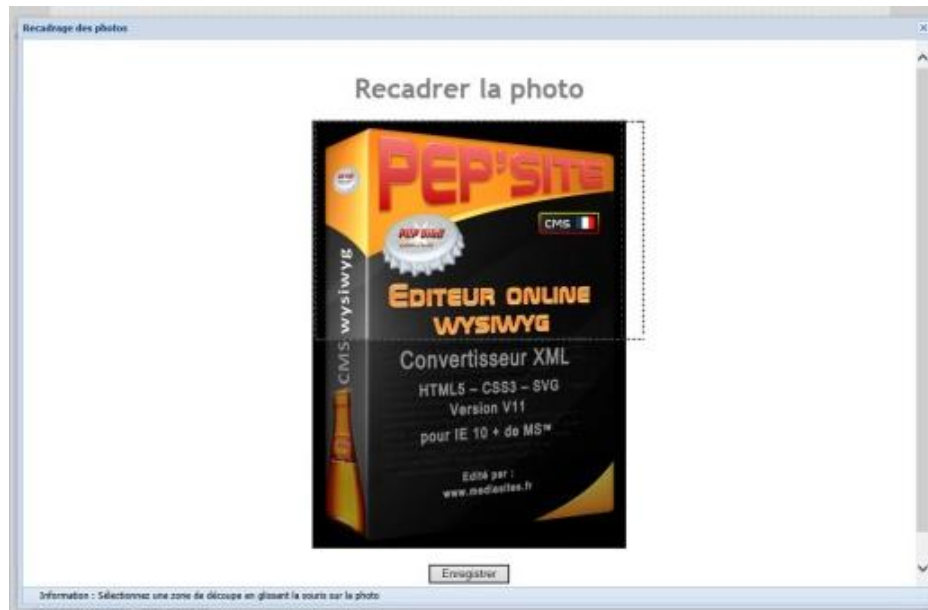 Recadrage des photos
Recadrer la photo
PEP'SITE
CMS
CMS wysiwyg
EDITEUR ONLINE
WYSIWYG
Convertisseur XML
HTML5 – CSS3 – SVG
Version V11
pour IE 10 + de MS™
Edité par :
www.mediasites.fr
Enregistrer
Information : Sélectionnez une zone de découpe en glissant la souris sur la photo